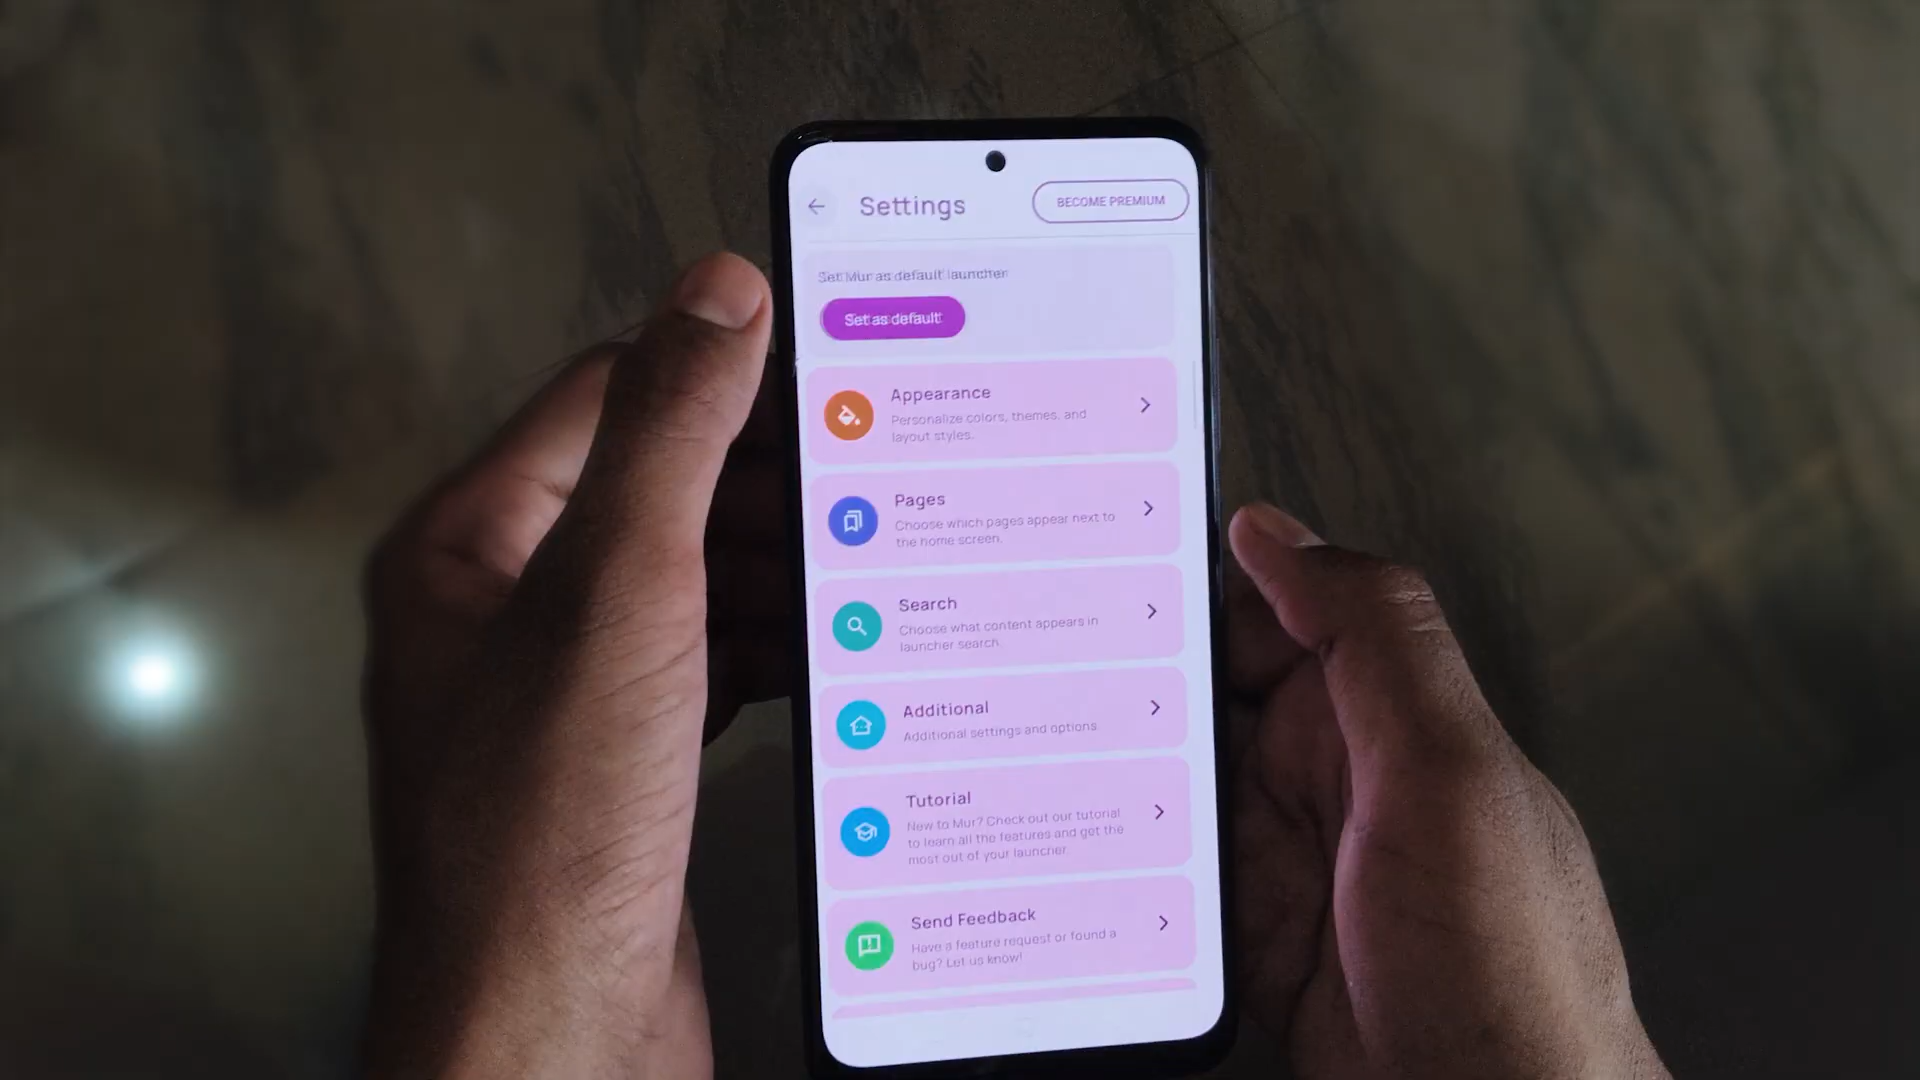 Settings
BECOME PREMIUM
Set Mur as default launcher
Set as default
Appearance
Personalize colors, themes, and
layout styles.
Pages
Choose which pages appear next to
the home screen.
Search
Choose what content appears in
launcher search.
Additional
Additional settings and options.
Tutorial
New to Mur? Check out our tutorial
to learn all the features and get the
most out of your launcher.
Send Feedback
Have a feature request or found a
bug? Let us know!